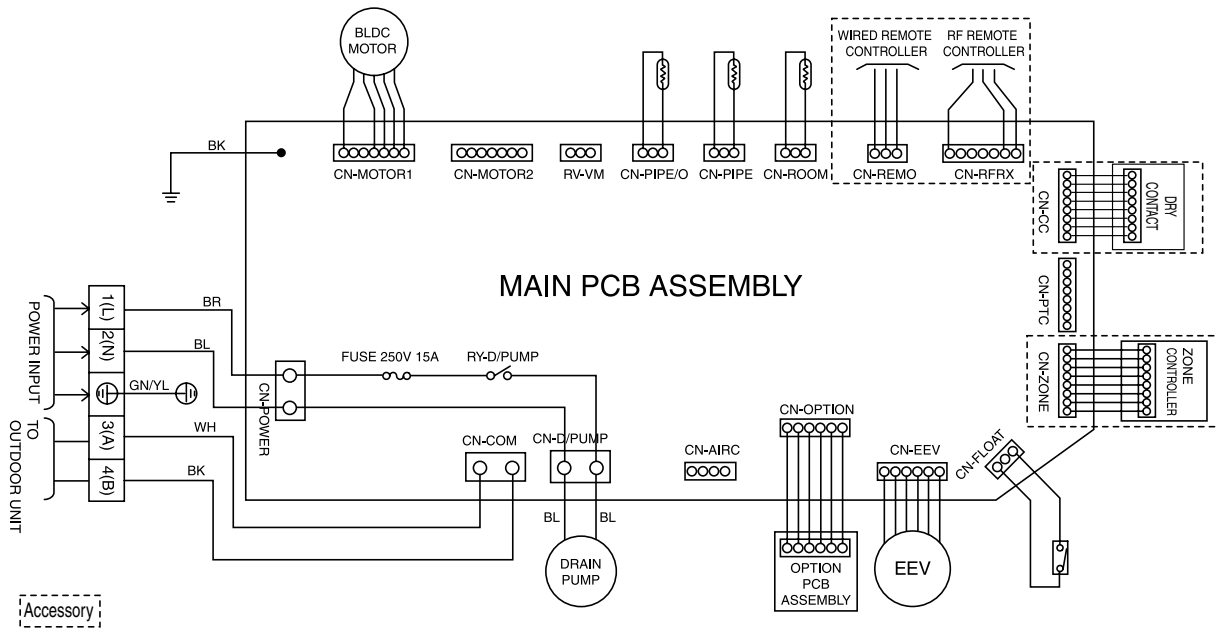 BLDC
MOTOR
WIRED REMOTE
CONTROLLER
RF REMOTE
CONTROLLER
BK
CN-MOTOR1
CN-MOTOR2
RV-VM
CN-PIPE/O
CN-PIPE
CN-ROOM
CN-REMO
CN-RFRX
CN-CC
DRY
CONTACT
MAIN PCB ASSEMBLY
CN-PTC
POWER INPUT
1(L)
BR
2(N)
BL
GN/YL
FUSE 250V 15A
RY-D/PUMP
CN-POWER
CN-ZONE
ZONE
CONTROLLER
TO
OUTDOOR UNIT
3(A)
WH
4(B)
BK
CN-COM
CN-D/PUMP
CN-AIRC
CN-OPTION
CN-EEV
CN-FLOAT
BL
BL
DRAIN
PUMP
OPTION
PCB
ASSEMBLY
EEV
Accessory